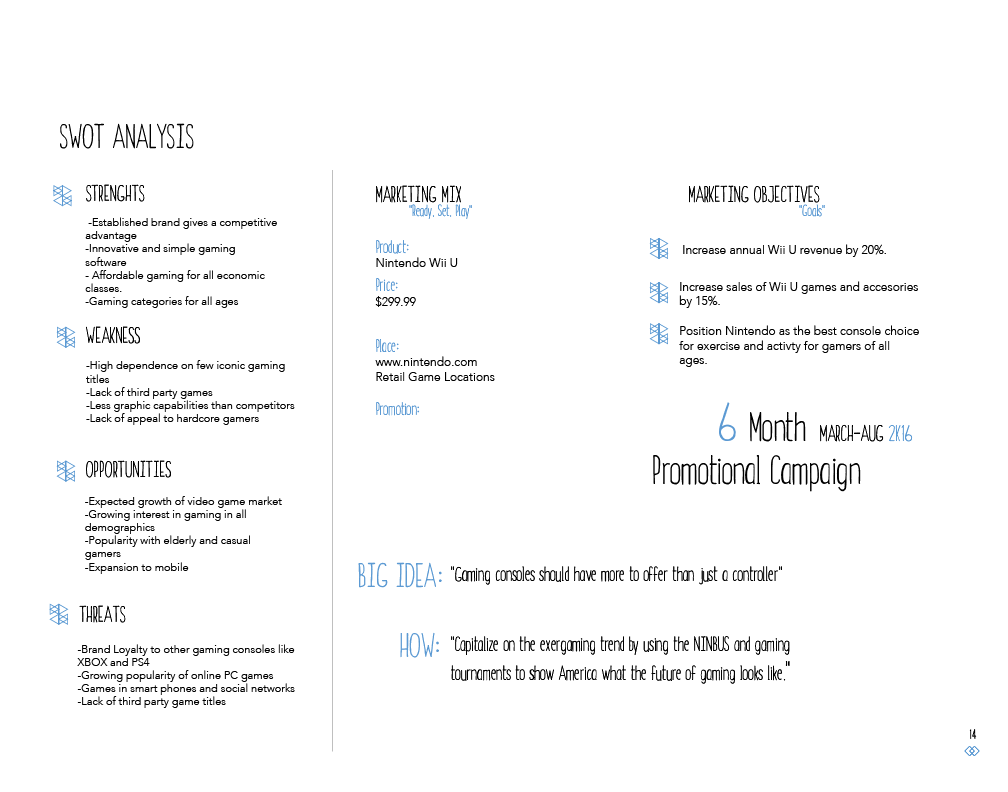 SWOT ANALYSIS
STRENGHTS
-Established brand gives a competitive
advantage
-Innovative and simple gaming
software
- Affordable gaming for all economic
classes.
-Gaming categories for all ages
WEAKNESS
-High dependence on few iconic gaming
titles
-Lack of third party games
-Less graphic capabilities than competitors
-Lack of appeal to hardcore gamers
OPPORTUNITIES
-Expected growth of video game market
-Growing interest in gaming in all
demographics
-Popularity with elderly and casual
gamers
-Expansion to mobile
THREATS
-Brand Loyalty to other gaming consoles like
XBOX and PS4
-Growing popularity of online PC games
-Games in smart phones and social networks
-Lack of third party game titles
MARKETING MIX
"Ready, Set, Play"
Product:
Nintendo Wii U
Price:
$299.99
Place:
www.nintendo.com
Retail Game Locations
Promotion:
MARKETING OBJECTIVES
"Goals"
Increase annual Wii U revenue by 20%.
Increase sales of Wii U games and accesories
by 15%.
Position Nintendo as the best console choice
for exercise and activty for gamers of all
ages.
6 Month MARCH-AUG 2K16
Promotional Campaign
BIG IDEA: "Gaming consoles should have more to offer than just a controller"
HOW: "Capitalize on the exergaming trend by using the NINBUS and gaming
tournaments to show America what the future of gaming looks like."
14